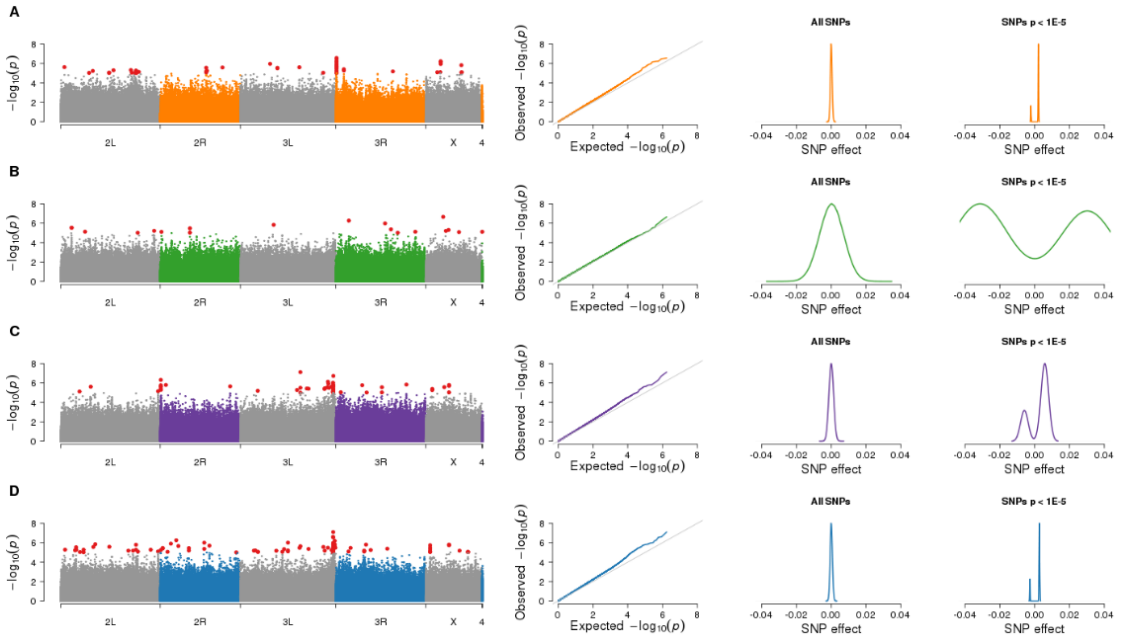 A
All SNPs
SNPs p < 1E-5
−log₁₀(p)
8
6
4
2
0
2L
2R
3L
3R
X
4
Observed −log₁₀(p)
8
6
4
2
0
0
2
4
6
8
Expected −log₁₀(p)
-0.04
-0.02
0.00
0.02
0.04
SNP effect
-0.04
-0.02
0.00
0.02
0.04
SNP effect
B
All SNPs
SNPs p < 1E-5
−log₁₀(p)
8
6
4
2
0
2L
2R
3L
3R
X
4
Observed −log₁₀(p)
8
6
4
2
0
0
2
4
6
8
Expected −log₁₀(p)
-0.04
-0.02
0.00
0.02
0.04
SNP effect
-0.04
-0.02
0.00
0.02
0.04
SNP effect
C
All SNPs
SNPs p < 1E-5
−log₁₀(p)
8
6
4
2
0
2L
2R
3L
3R
X
4
Observed −log₁₀(p)
8
6
4
2
0
0
2
4
6
8
Expected −log₁₀(p)
-0.04
-0.02
0.00
0.02
0.04
SNP effect
-0.04
-0.02
0.00
0.02
0.04
SNP effect
D
All SNPs
SNPs p < 1E-5
−log₁₀(p)
8
6
4
2
0
2L
2R
3L
3R
X
4
Observed −log₁₀(p)
8
6
4
2
0
0
2
4
6
8
Expected −log₁₀(p)
-0.04
-0.02
0.00
0.02
0.04
SNP effect
-0.04
-0.02
0.00
0.02
0.04
SNP effect